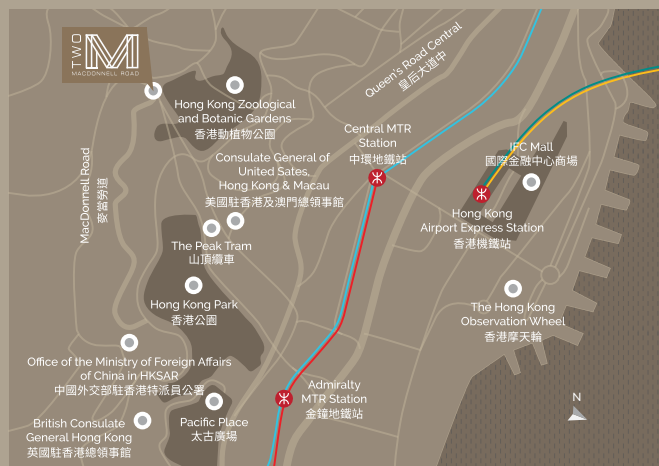 TWO
MACDONNELL ROAD
Queen's Road Central
皇后大道中
Hong Kong Zoological
and Botanic Gardens
香港動植物公園
Central MTR
Station
中環地鐵站
IFC Mall
國際金融中心商場
Consulate General of
United Sates,
Hong Kong & Macau
美國駐香港及澳門總領事館
MacDonnell Road
麥當勞道
Hong Kong
Airport Express Station
香港機鐵站
The Peak Tram
山頂纜車
Hong Kong Park
香港公園
The Hong Kong
Observation Wheel
香港摩天輪
Office of the Ministry of Foreign Affairs
of China in HKSAR
中國外交部駐香港特派員公署
Admiralty
MTR Station
金鐘地鐵站
N
British Consulate
General Hong Kong
英國駐香港總領事館
Pacific Place
太古廣場